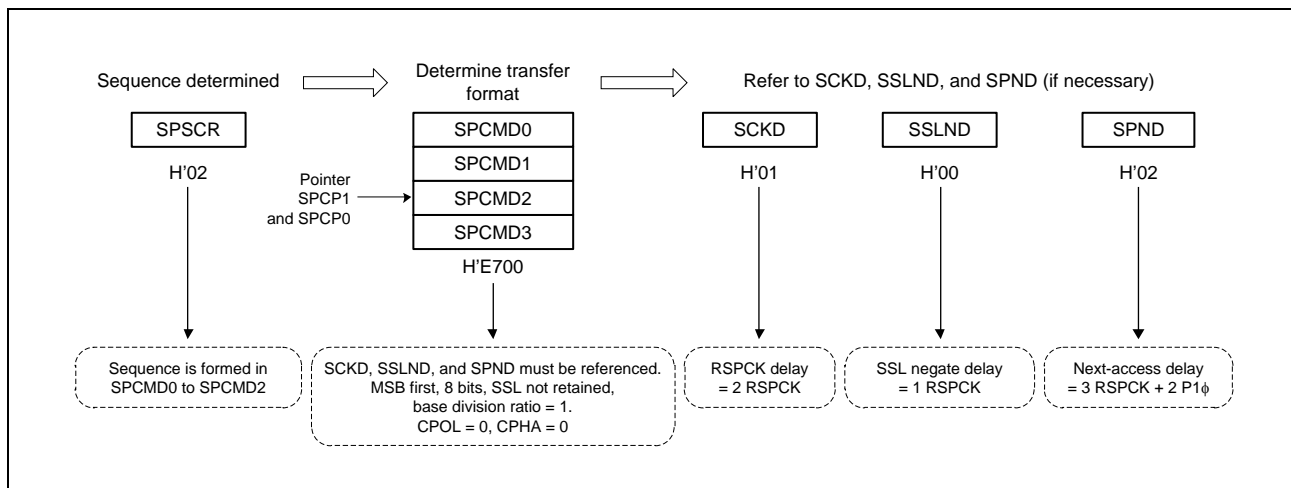 Sequence determined
Determine transfer
format
Refer to SCKD, SSLND, and SPND (if necessary)
SPSCR
SPCMD0
SPCMD1
SPCMD2
SPCMD3
SCKD
SSLND
SPND
H'02
Pointer
SPCP1
and SPCP0
H'E700
H'01
H'00
H'02
Sequence is formed in
SPCMD0 to SPCMD2
SCKD, SSLND, and SPND must be referenced.
MSB first, 8 bits, SSL not retained,
base division ratio = 1.
CPOL = 0, CPHA = 0
RSPCK delay
= 2 RSPCK
SSL negate delay
= 1 RSPCK
Next-access delay
= 3 RSPCK + 2 P1ϕ